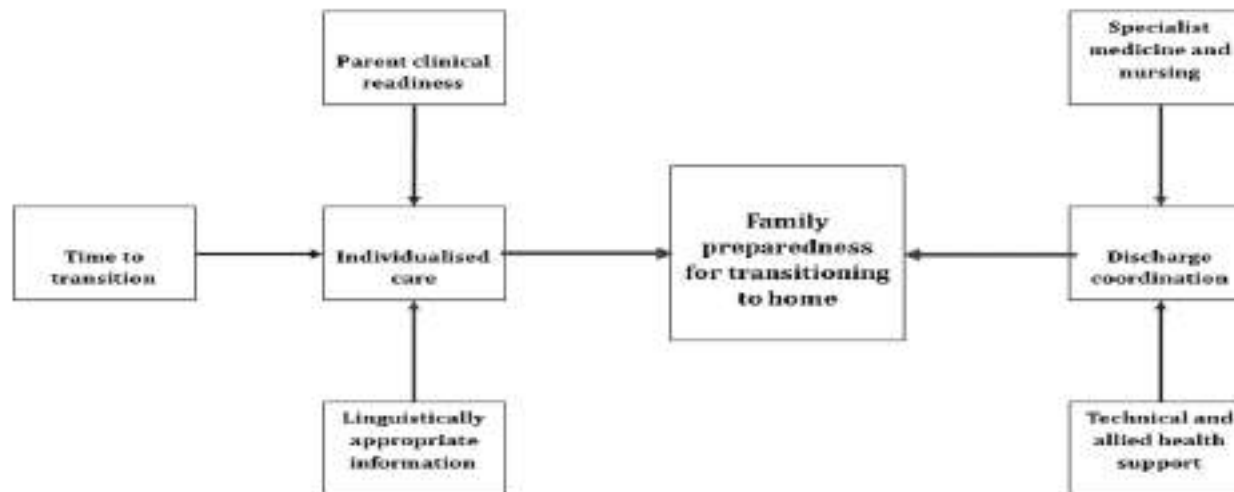 Parent clinical
readiness
Specialist
medicine and
nursing
Time to
transition
Individualised
care
Family
preparedness
for transitioning
to home
Discharge
coordination
Linguistically
appropriate
information
Technical and
allied health
support